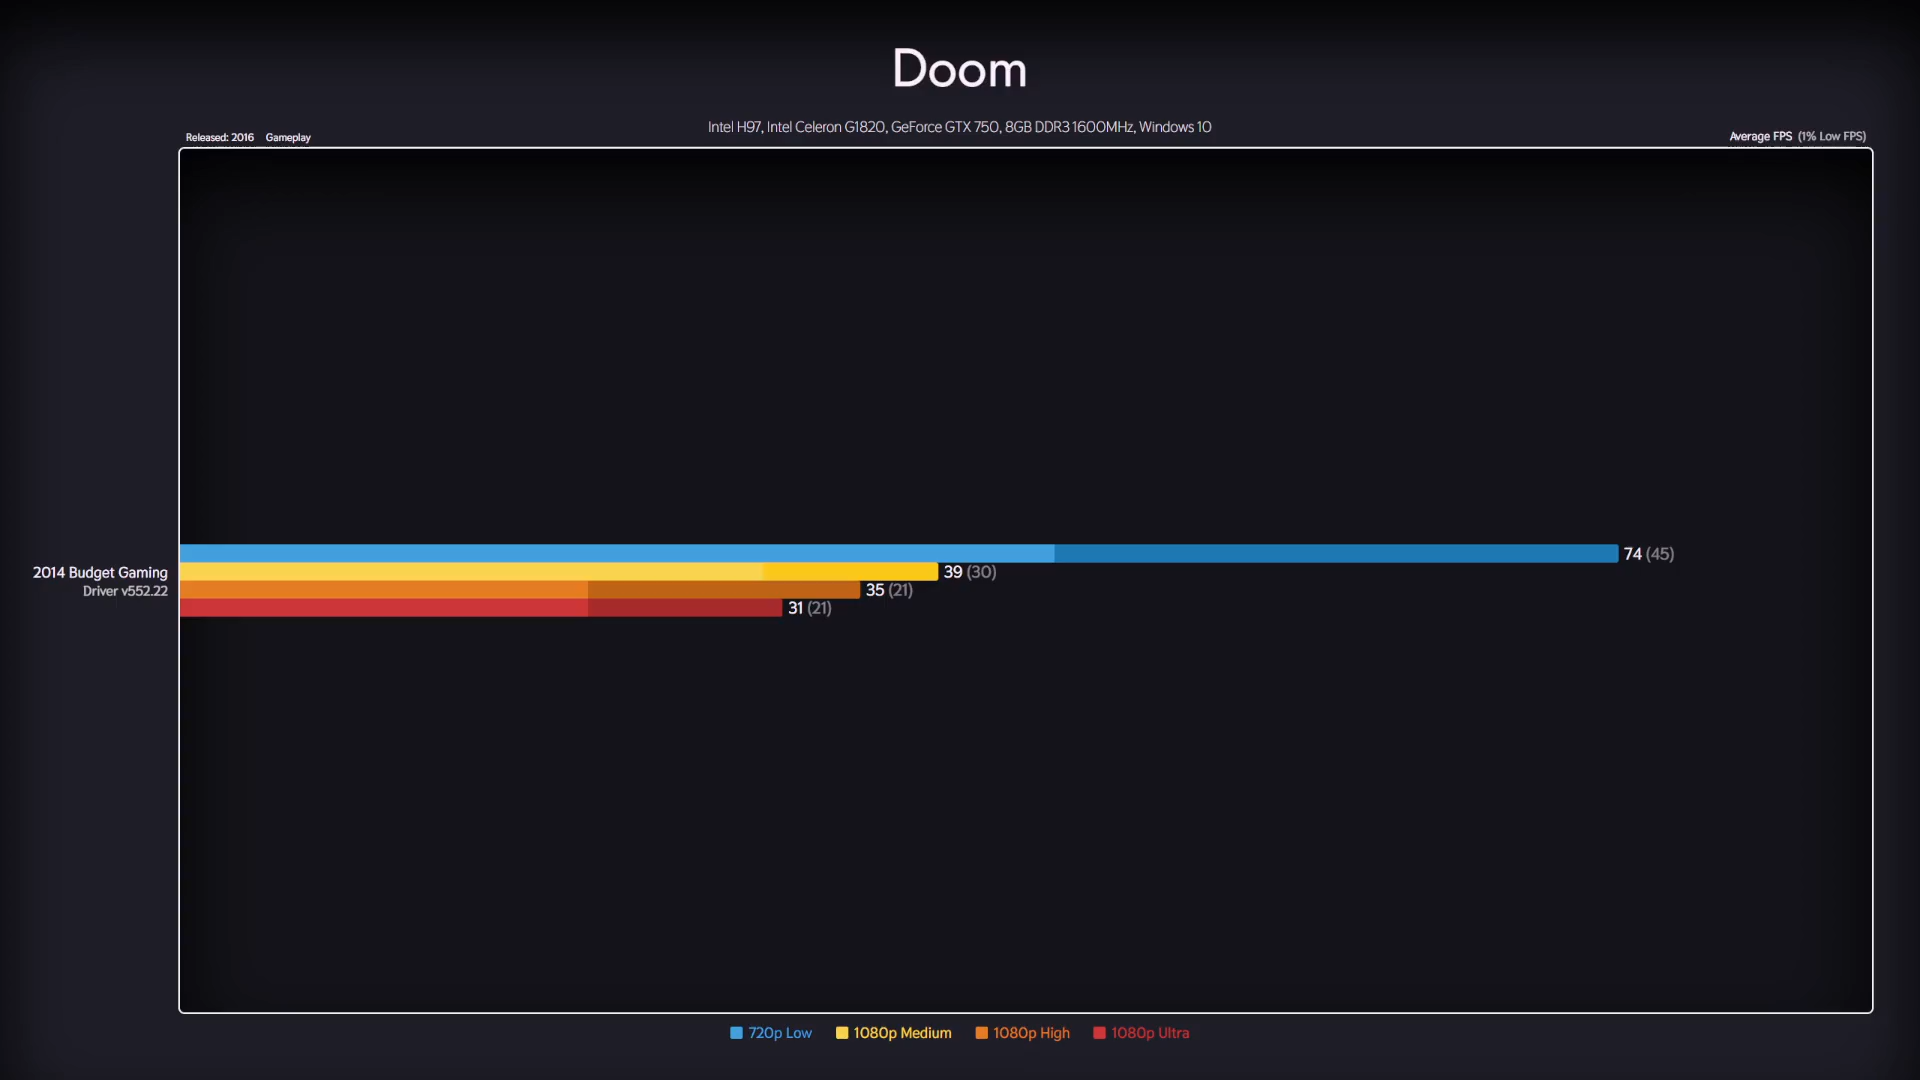 Doom
Intel H97, Intel Celeron G1820, GeForce GTX 750, 8GB DDR3 1600MHz, Windows 10
Released: 2016 Gameplay
Average FPS (1% Low FPS)
74 (45)
2014 Budget Gaming
39 (30)
Driver v552.22
35 (21)
31 (21)
720p Low 1080p Medium 1080p High 1080p Ultra